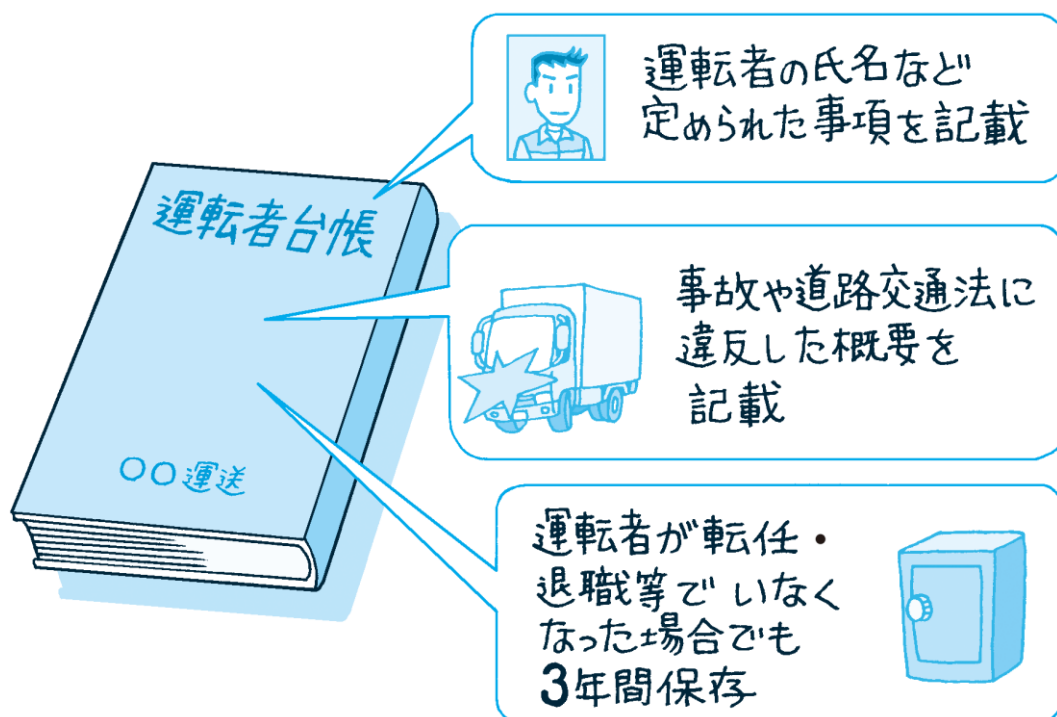 運転者台帳
〇〇運送
運転者の氏名など
定められた事項を記載
事故や道路交通法に
違反した概要を
記載
運転者が転任・
退職等でいなく
なった場合でも
3年間保存